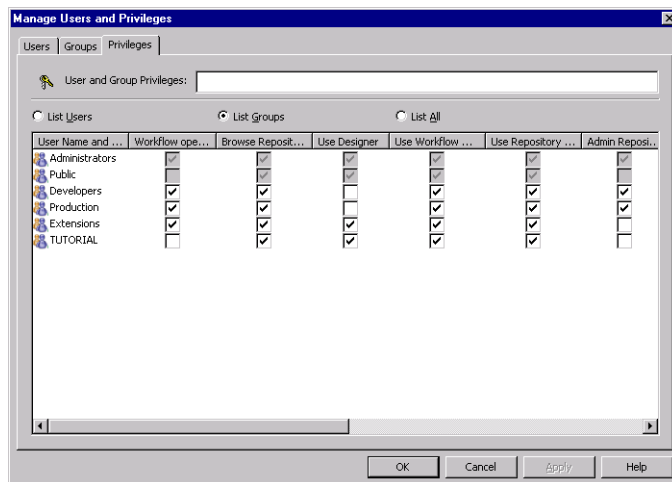 Manage Users and Privileges
Users Groups Privileges
User and Group Privileges:
List Users List Groups List All
User Name and ... Workflow ope... Browse Reposit... Use Designer Use Workflow ... Use Repository ... Admin Reposi..
Administrators
Public
Developers
Production
Extensions
TUTORIAL
OK Cancel Apply Help